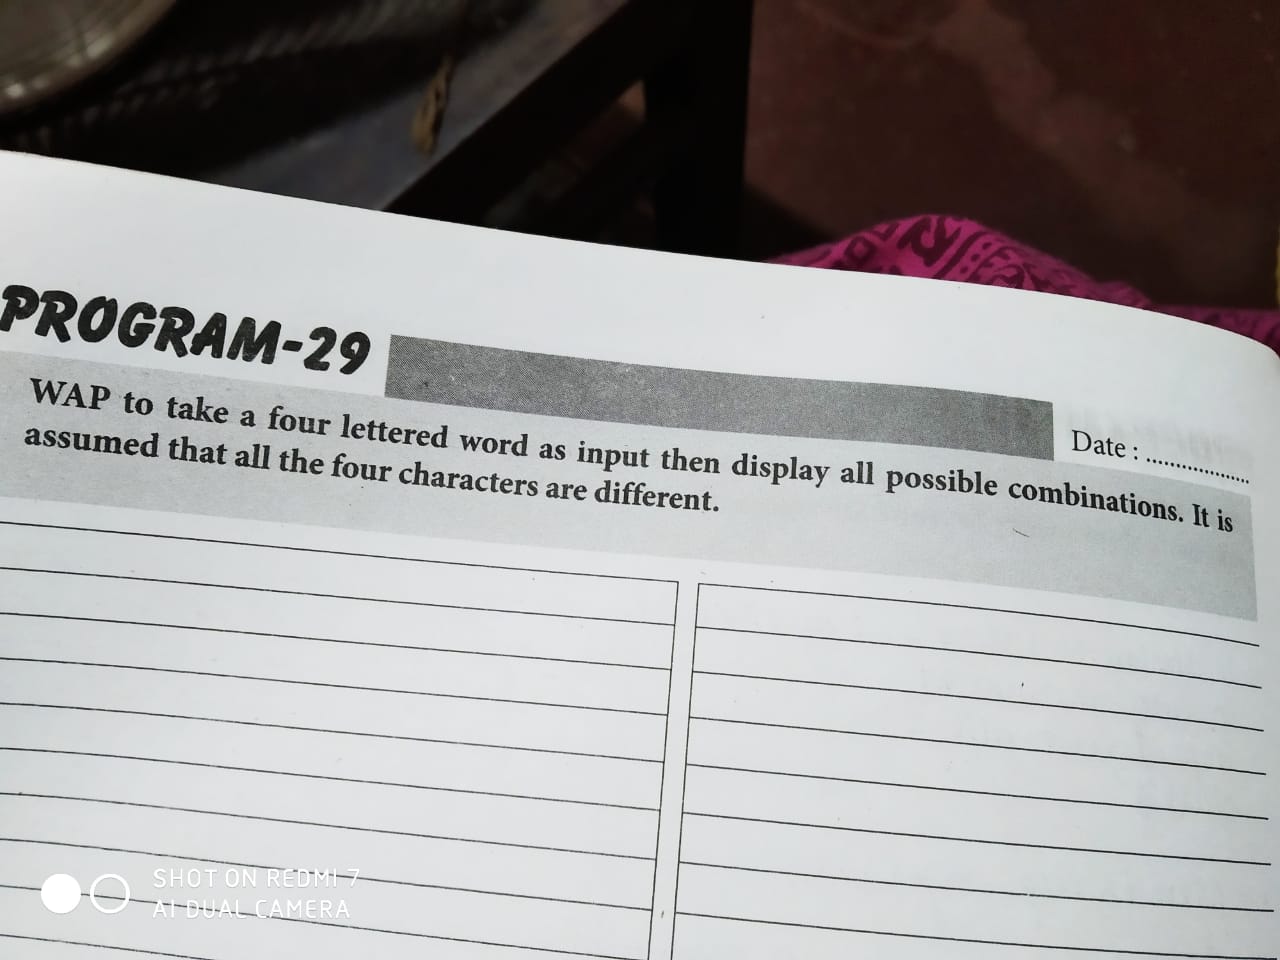 PROGRAM-29
Date : ..................
WAP to take a four lettered word as input then display all possible combinations. It is
assumed that all the four characters are different.
SHOT ON REDMI 7
AI DUAL CAMERA